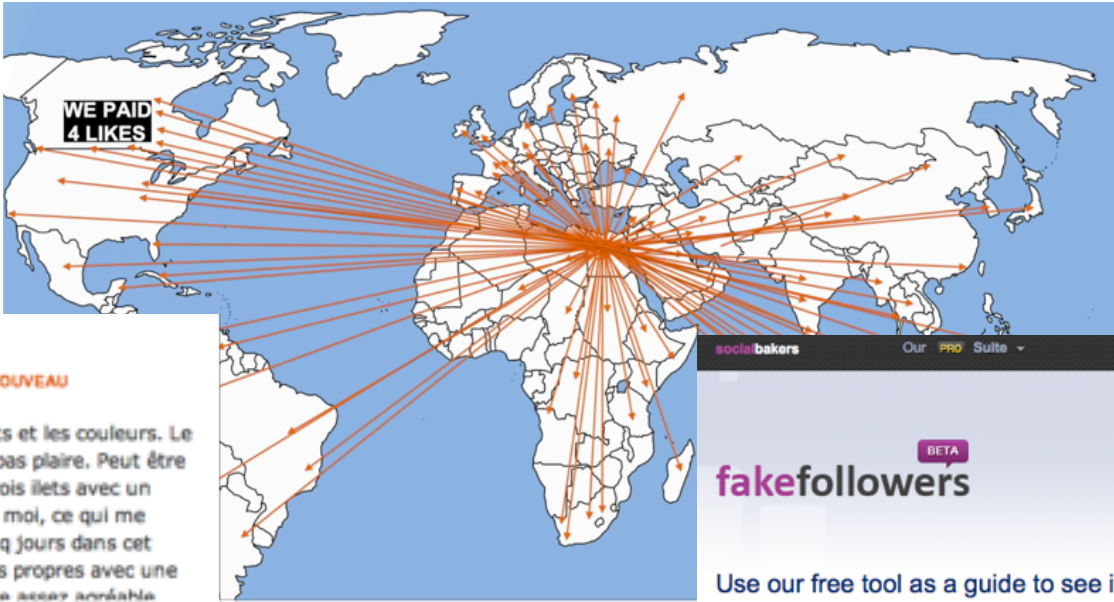 WE PAID
4 LIKES
OUVEAU
ts et les couleurs. Le
pas plaire. Peut être
ois ilets avec un
moi, ce qui me
q jours dans cet
s propres avec une
e assez agréable
socialbakers
Our PRO Suite
BETA
fakefollowers
Use our free tool as a guide to see i